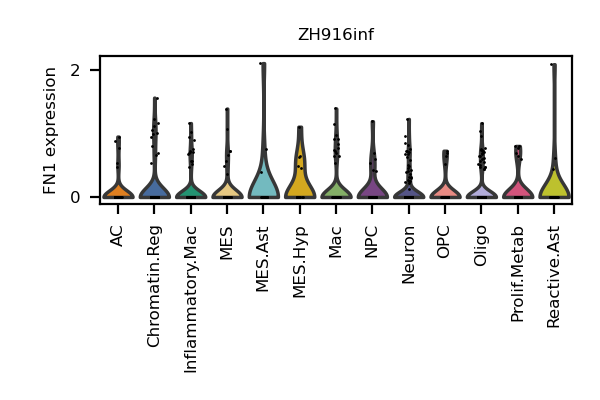 ZH916inf
FN1 expression
2
0
AC
Chromatin.Reg
Inflammatory.Mac
MES
MES.Ast
MES.Hyp
Mac
NPC
Neuron
OPC
Oligo
Prolif.Metab
Reactive.Ast